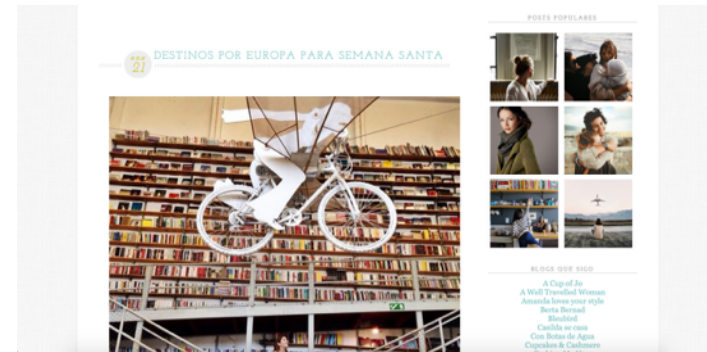 DESTINOS POR EUROPA PARA SEMANA SANTA
21
POSTS POPULARES
BLOGS QUE SIGO
A Cup of Jo
A Well Travelled Woman
Amanda loves your style
Berta Bernad
Bleubird
Casilda se casa
Con Botas de Agua
Cupcakes & Cashmere